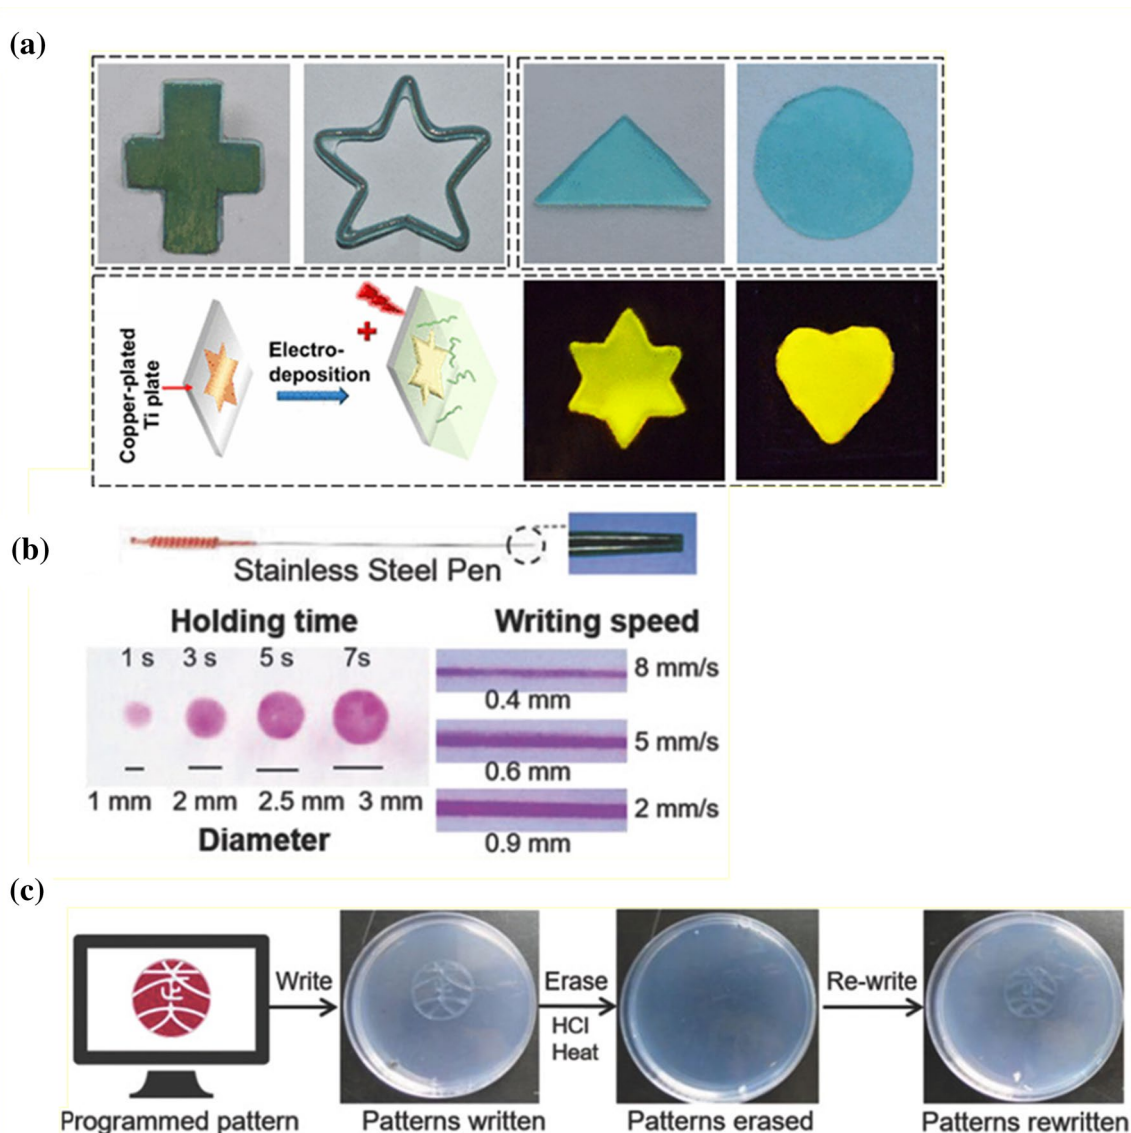 (a)
Copper-plated
Ti plate
Electro-
deposition
(b)
Stainless Steel Pen
Holding time
1 s 3 s 5 s 7s
1 mm 2 mm 2.5 mm 3 mm
Diameter
Writing speed
8 mm/s
0.4 mm
5 mm/s
0.6 mm
2 mm/s
0.9 mm
(c)
Write
Erase
HCl
Heat
Re-write
Programmed pattern
Patterns written
Patterns erased
Patterns rewritten